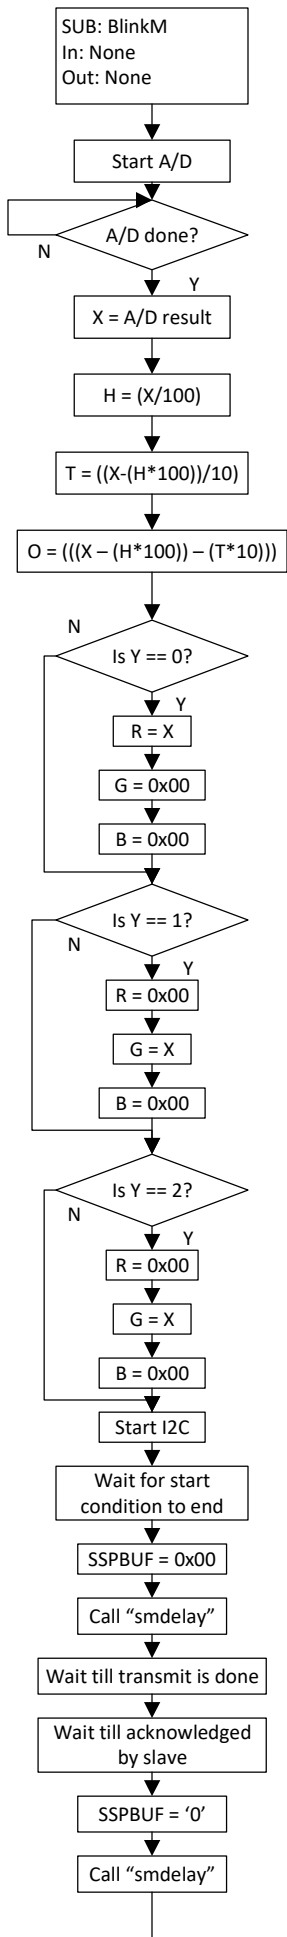 SUB: BlinkM
In: None
Out: None
Start A/D
A/D done?
N
Y
X = A/D result
H = (X/100)
T = ((X-(H*100))/10)
O = (((X – (H*100)) – (T*10)))
N
Is Y == 0?
Y
R = X
G = 0x00
B = 0x00
Is Y == 1?
N
Y
R = 0x00
G = X
B = 0x00
Is Y == 2?
N
Y
R = 0x00
G = X
B = 0x00
Start I2C
Wait for start
condition to end
SSPBUF = 0x00
Call “smdelay”
Wait till transmit is done
Wait till acknowledged
by slave
SSPBUF = ‘0’
Call “smdelay”